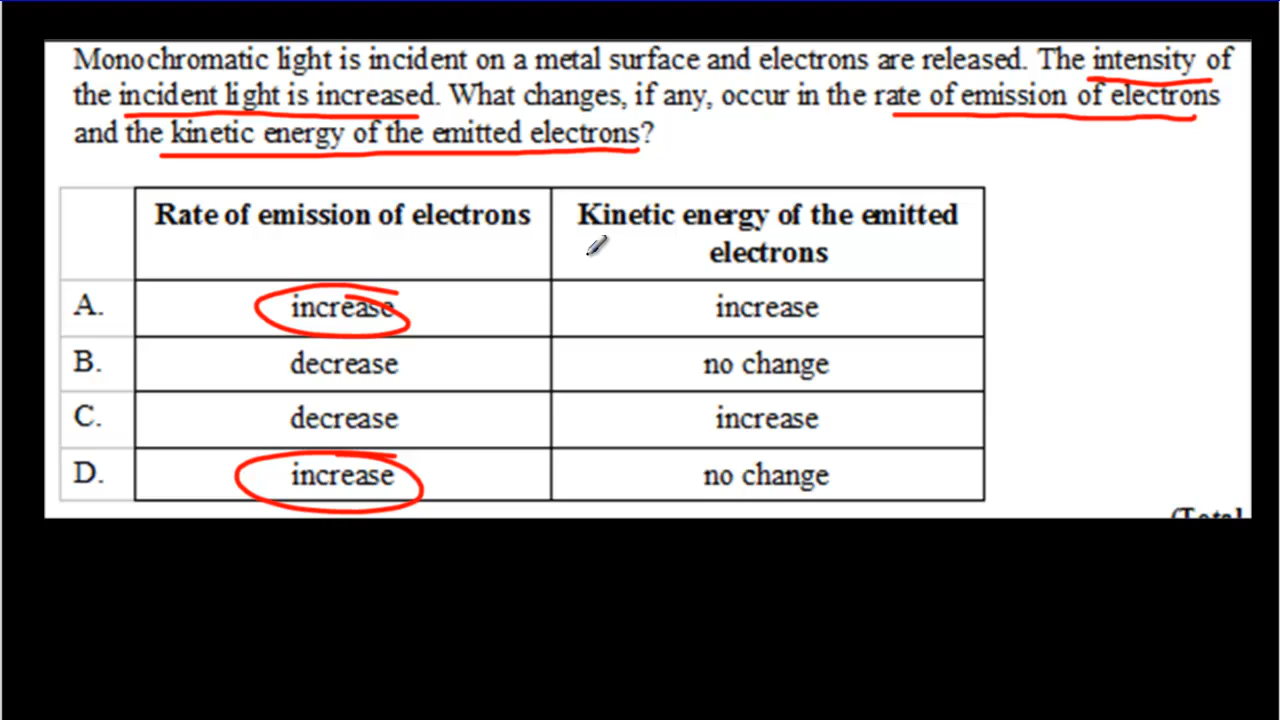 Monochromatic light is incident on a metal surface and electrons are released. The intensity of
the incident light is increased. What changes, if any, occur in the rate of emission of electrons
and the kinetic energy of the emitted electrons?
Rate of emission of electrons
Kinetic energy of the emitted
electrons
A. increase increase
B. decrease no change
C. decrease increase
D. increase no change
(Total